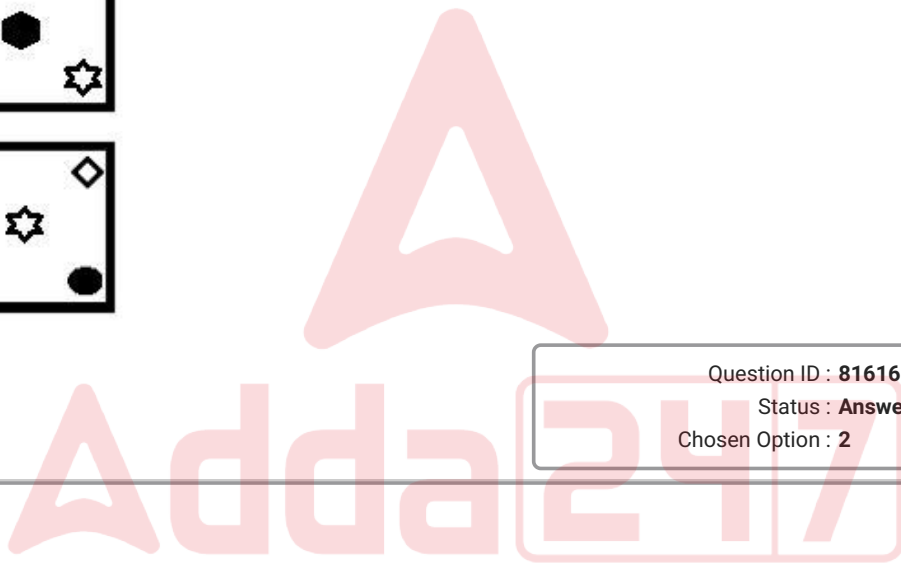 Question ID : 81616
Status : Answe
Chosen Option : 2
Adda247